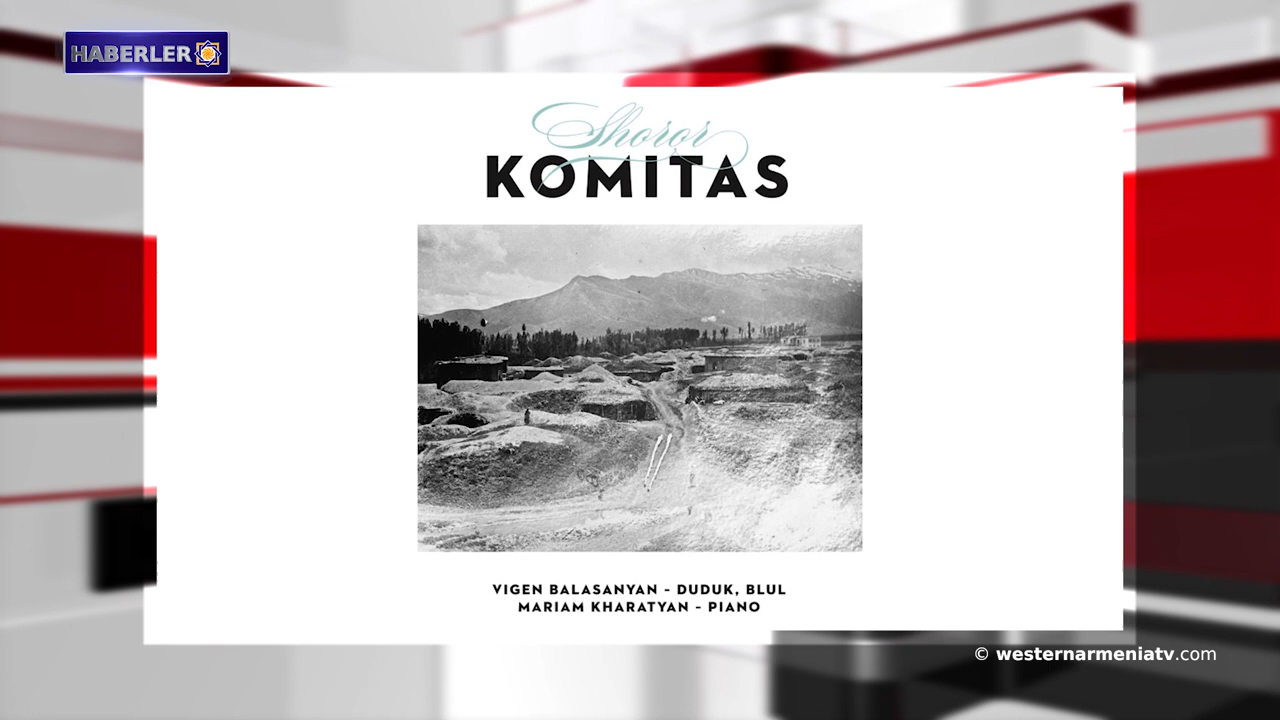 HABERLER
Shoror
KOMITAS
VIGEN BALASANYAN - DUDUK, BLUL
MARIAM KHARATYAN - PIANO
© westernarmeniatv.com